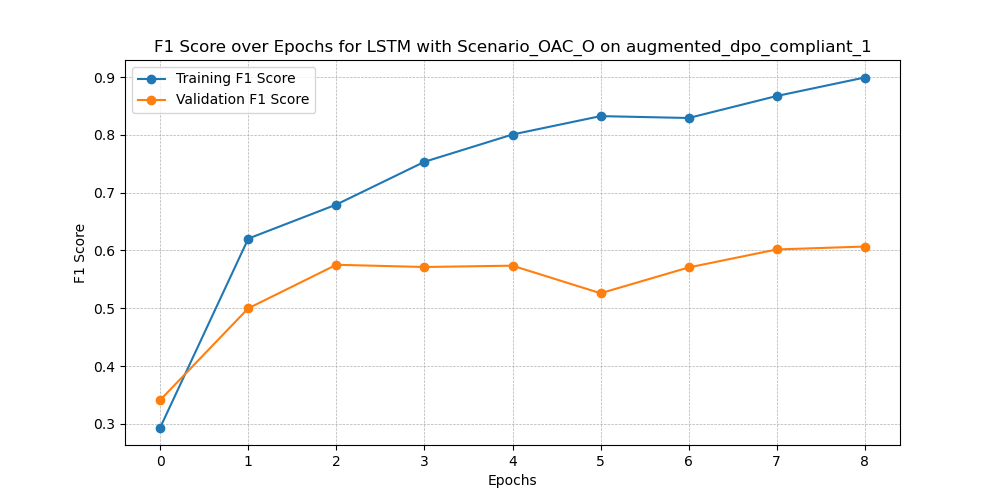 F1 Score over Epochs for LSTM with Scenario_OAC_O on augmented_dpo_compliant_1
Training F1 Score
Validation F1 Score
F1 Score
0.9
0.8
0.7
0.6
0.5
0.4
0.3
0 1 2 3 4 5 6 7 8
Epochs